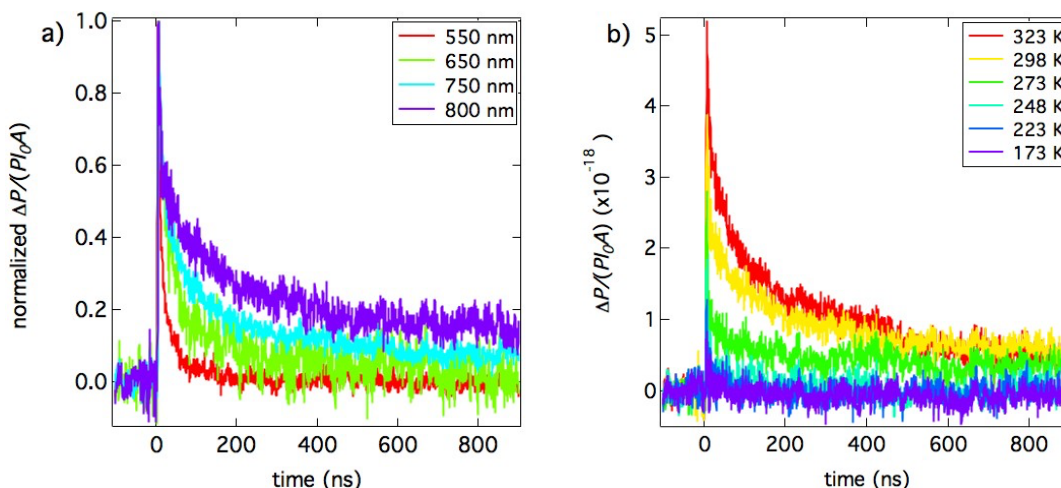 a)
normalized ΔP/(PI₀A)
1.0
0.8
0.6
0.4
0.2
0.0
0
200
400
600
800
time (ns)
550 nm
650 nm
750 nm
800 nm
b)
ΔP/(PI₀A) (x10⁻¹⁸)
5
4
3
2
1
0
0
200
400
600
800
time (ns)
323 K
298 K
273 K
248 K
223 K
173 K